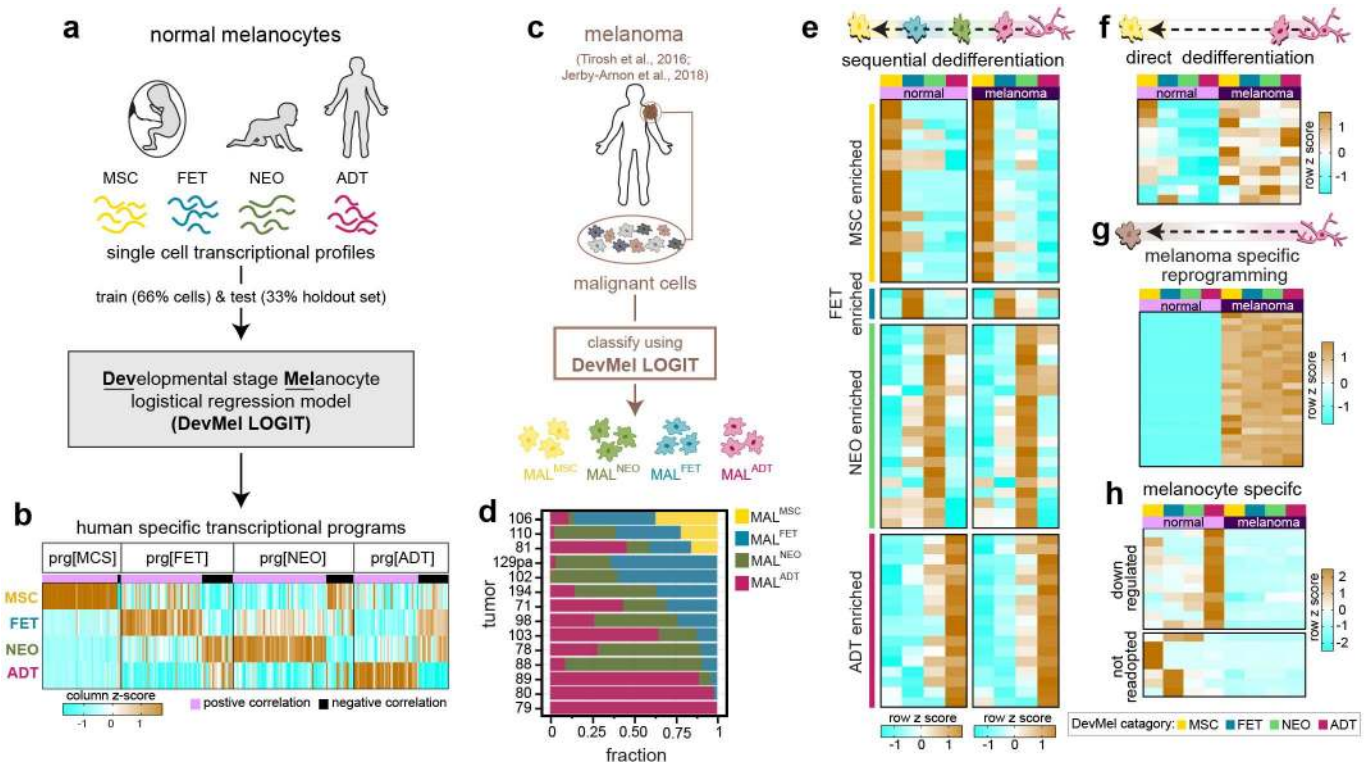 a
normal melanocytes
MSC FET NEO ADT
single cell transcriptional profiles
train (66% cells) & test (33% holdout set)
Developmental stage Melanocyte
logistical regression model
(DevMel LOGIT)
b
human specific transcriptional programs
prg[MCS] prg[FET] prg[NEO] prg[ADT]
MSC
FET
NEO
ADT
column z-score
-1 0 1
postive correlation negative correlation
c
melanoma
(Tirosh et al., 2016;
Jerby-Arnon et al., 2018)
malignant cells
classify using
DevMel LOGIT
MAL^MSC MAL^NEO MAL^FET MAL^ADT
d
tumor
106
110
81
129pa
102
194
71
98
103
78
88
89
80
79
0 0.25 0.50 0.75 1
fraction
MAL^MSC
MAL^FET
MAL^NEO
MAL^ADT
e
sequential dedifferentiation
normal melanoma
MSC enriched
FET
enriched
NEO enriched
ADT enriched
row z score row z score
-1 0 1 -1 0 1
f
direct dedifferentiation
normal melanoma
row z score
1
0
-1
g
melanoma specific
reprogramming
normal melanoma
row z score
1
0
-1
h
melanocyte specifc
normal melanoma
down
regulated
not
readopted
row z score
2
1
0
-1
-2
DevMel catagory: MSC FET NEO ADT